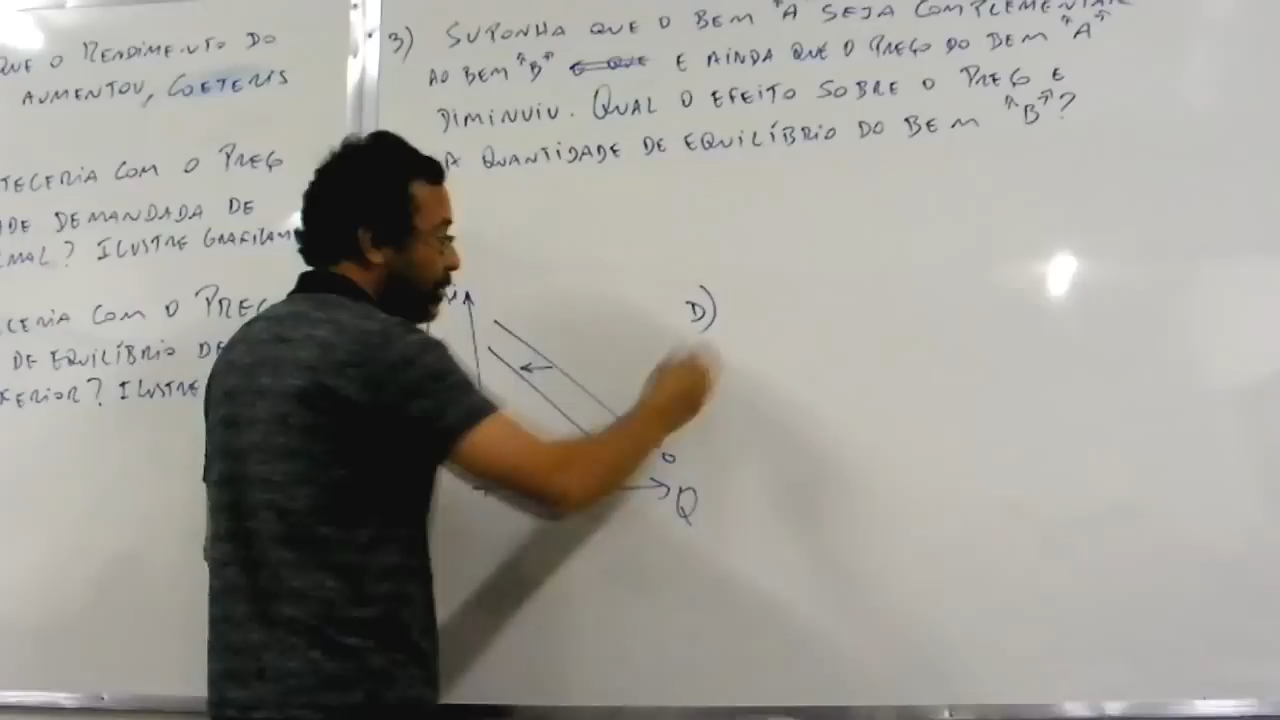 QUE O RENDIMENTO DO
AUMENTOU, COETERIS
TECERIA COM O PREÇ
ADE DEMANDADA DE
MAL? ILUSTRE GRAFICAM
CERIA COM O PREÇ
DE EQUILÍBRIO DE
FERIOR? ILUSTRE
3) SUPONHA QUE O BEM "A" SEJA COMPLEMENTAR
AO BEM "B" E AINDA QUE O PREÇO DO BEM "A"
DIMINUIU. QUAL O EFEITO SOBRE O PREÇO E
A QUANTIDADE DE EQUILÍBRIO DO BEM "B"?
D)
Q